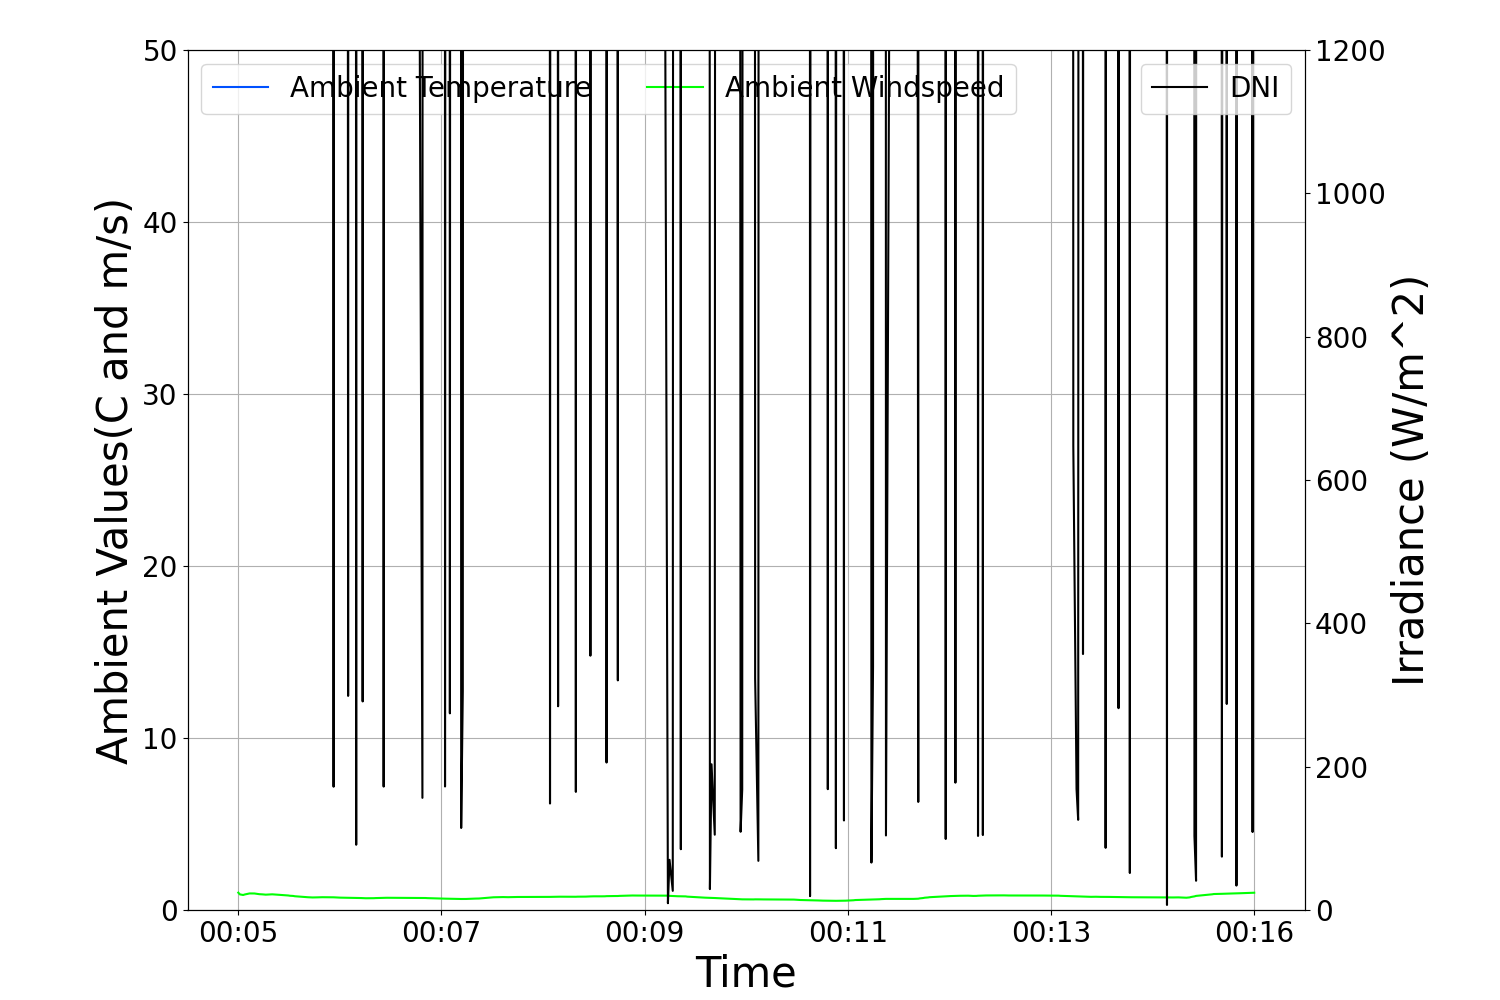 Ambient Temperature
Ambient Windspeed
DNI
Ambient Values(C and m/s)
50
40
30
20
10
0
1200
1000
800
600
400
200
0
Irradiance (W/m^2)
00:05 00:07 00:09 00:11 00:13 00:16
Time